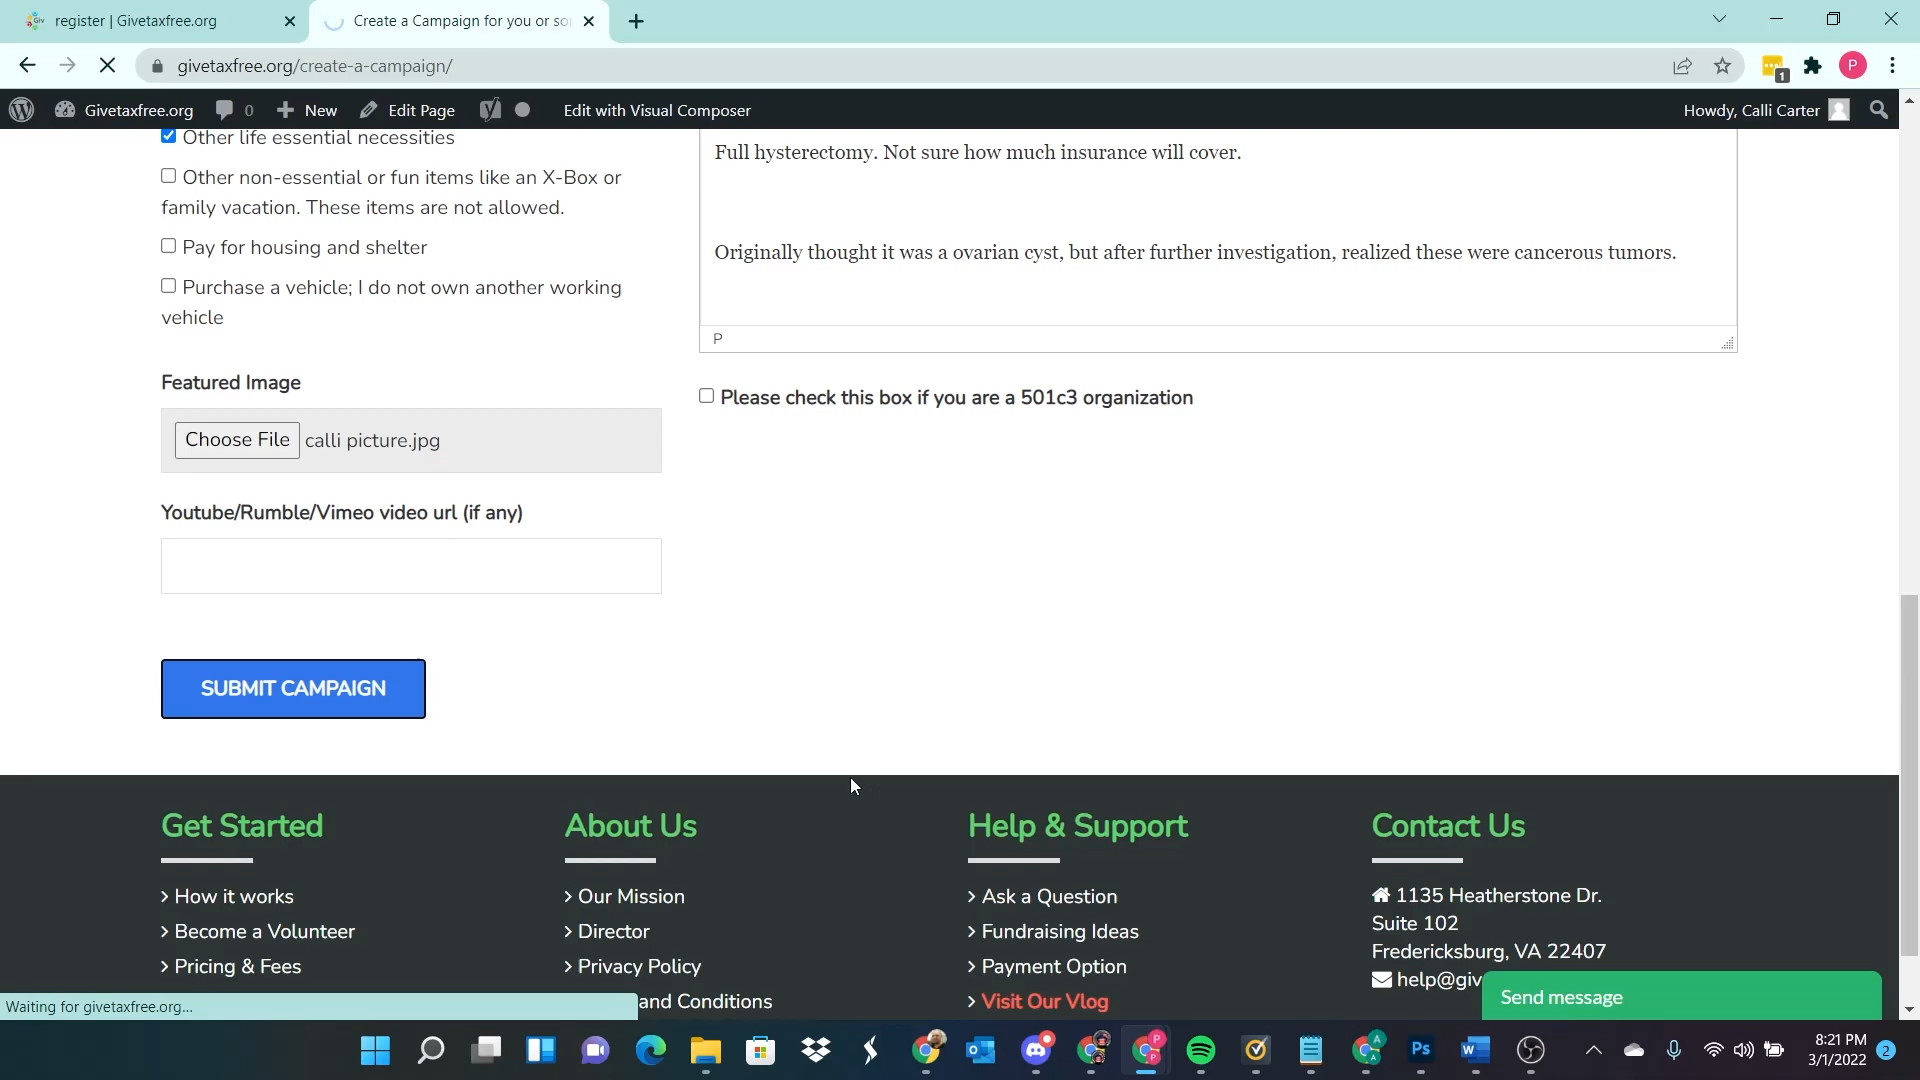 register | Givetaxfree.org
Create a Campaign for you or so
givetaxfree.org/create-a-campaign/
1
P
Givetaxfree.org
0
New
Edit Page
Edit with Visual Composer
Howdy, Calli Carter
Other life essential necessities
Other non-essential or fun items like an X-Box or
family vacation. These items are not allowed.
Pay for housing and shelter
Purchase a vehicle; I do not own another working
vehicle
Full hysterectomy. Not sure how much insurance will cover.
Originally thought it was a ovarian cyst, but after further investigation, realized these were cancerous tumors.
P
Please check this box if you are a 501c3 organization
Featured Image
Choose File calli picture.jpg
Youtube/Rumble/Vimeo video url (if any)
SUBMIT CAMPAIGN
Get Started
> How it works
> Become a Volunteer
> Pricing & Fees
About Us
> Our Mission
> Director
> Privacy Policy
and Conditions
Help & Support
> Ask a Question
> Fundraising Ideas
> Payment Option
> Visit Our Vlog
Contact Us
1135 Heatherstone Dr.
Suite 102
Fredericksburg, VA 22407
help@giv
Send message
Waiting for givetaxfree.org...
8:21 PM
3/1/2022
2